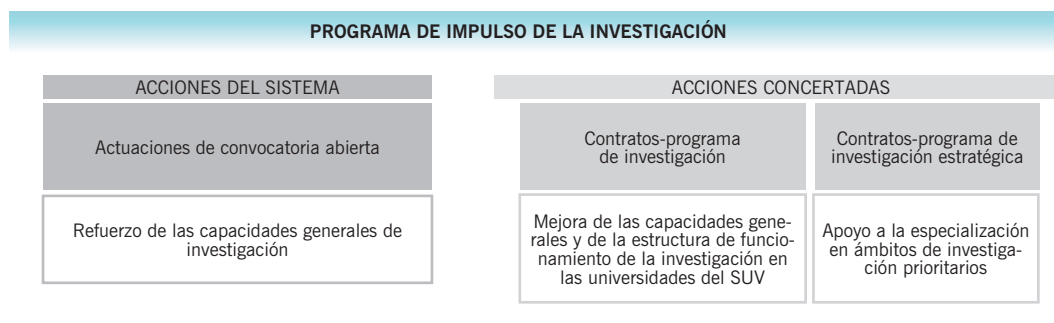 PROGRAMA DE IMPULSO DE LA INVESTIGACIÓN
ACCIONES DEL SISTEMA
Actuaciones de convocatoria abierta
Refuerzo de las capacidades generales de
investigación
ACCIONES CONCERTADAS
Contratos-programa
de investigación
Mejora de las capacidades gene-
rales y de la estructura de funcio-
namiento de la investigación en
las universidades del SUV
Contratos-programa de
investigación estratégica
Apoyo a la especialización
en ámbitos de investiga-
ción prioritarios